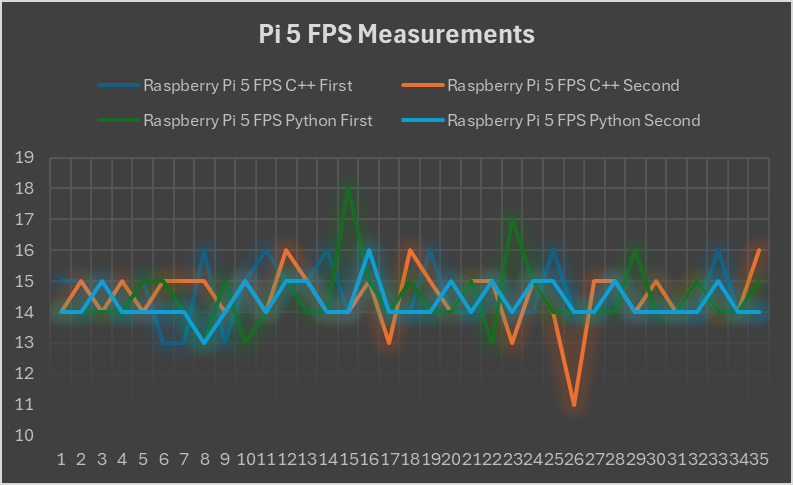 Pi 5 FPS Measurements
Raspberry Pi 5 FPS C++ First Raspberry Pi 5 FPS C++ Second
Raspberry Pi 5 FPS Python First Raspberry Pi 5 FPS Python Second
19
18
17
16
15
14
13
12
11
10
1 2 3 4 5 6 7 8 9 10 11 12 13 14 15 16 17 18 19 20 21 22 23 24 25 26 27 28 29 30 31 32 33 34 35